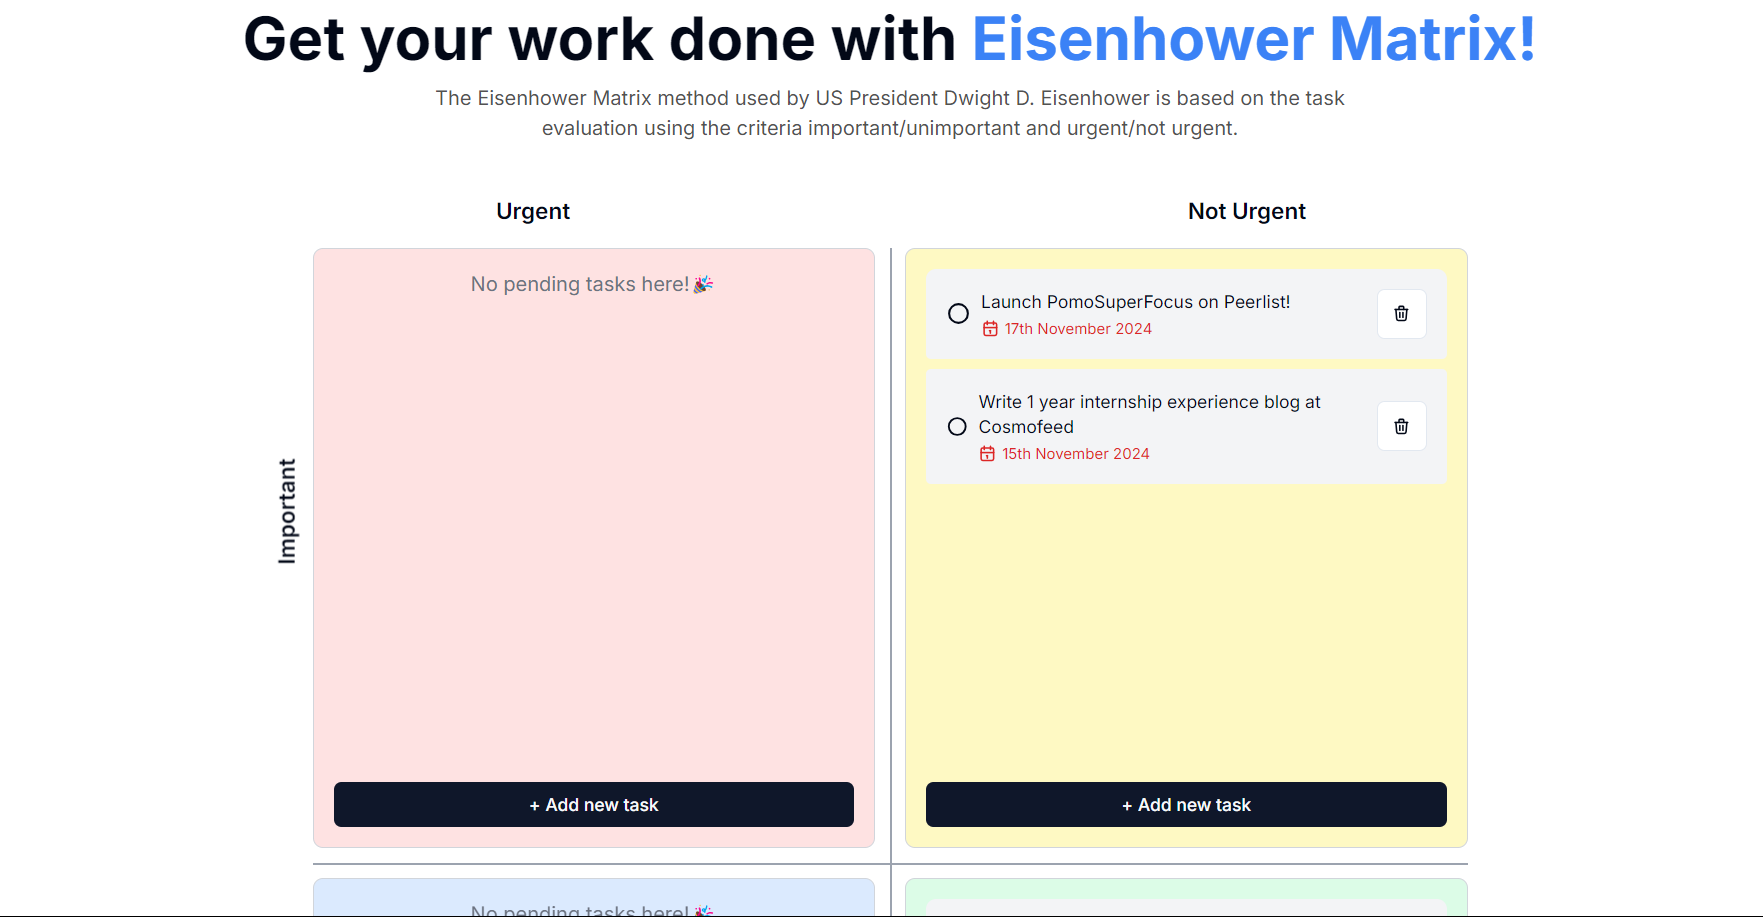 Get your work done with Eisenhower Matrix!
The Eisenhower Matrix method used by US President Dwight D. Eisenhower is based on the task
evaluation using the criteria important/unimportant and urgent/not urgent.
Urgent
Not Urgent
Important
No pending tasks here!🎉
+ Add new task
Launch PomoSuperFocus on Peerlist!
17th November 2024
Write 1 year internship experience blog at
Cosmofeed
15th November 2024
+ Add new task
No pending tasks here!🎉